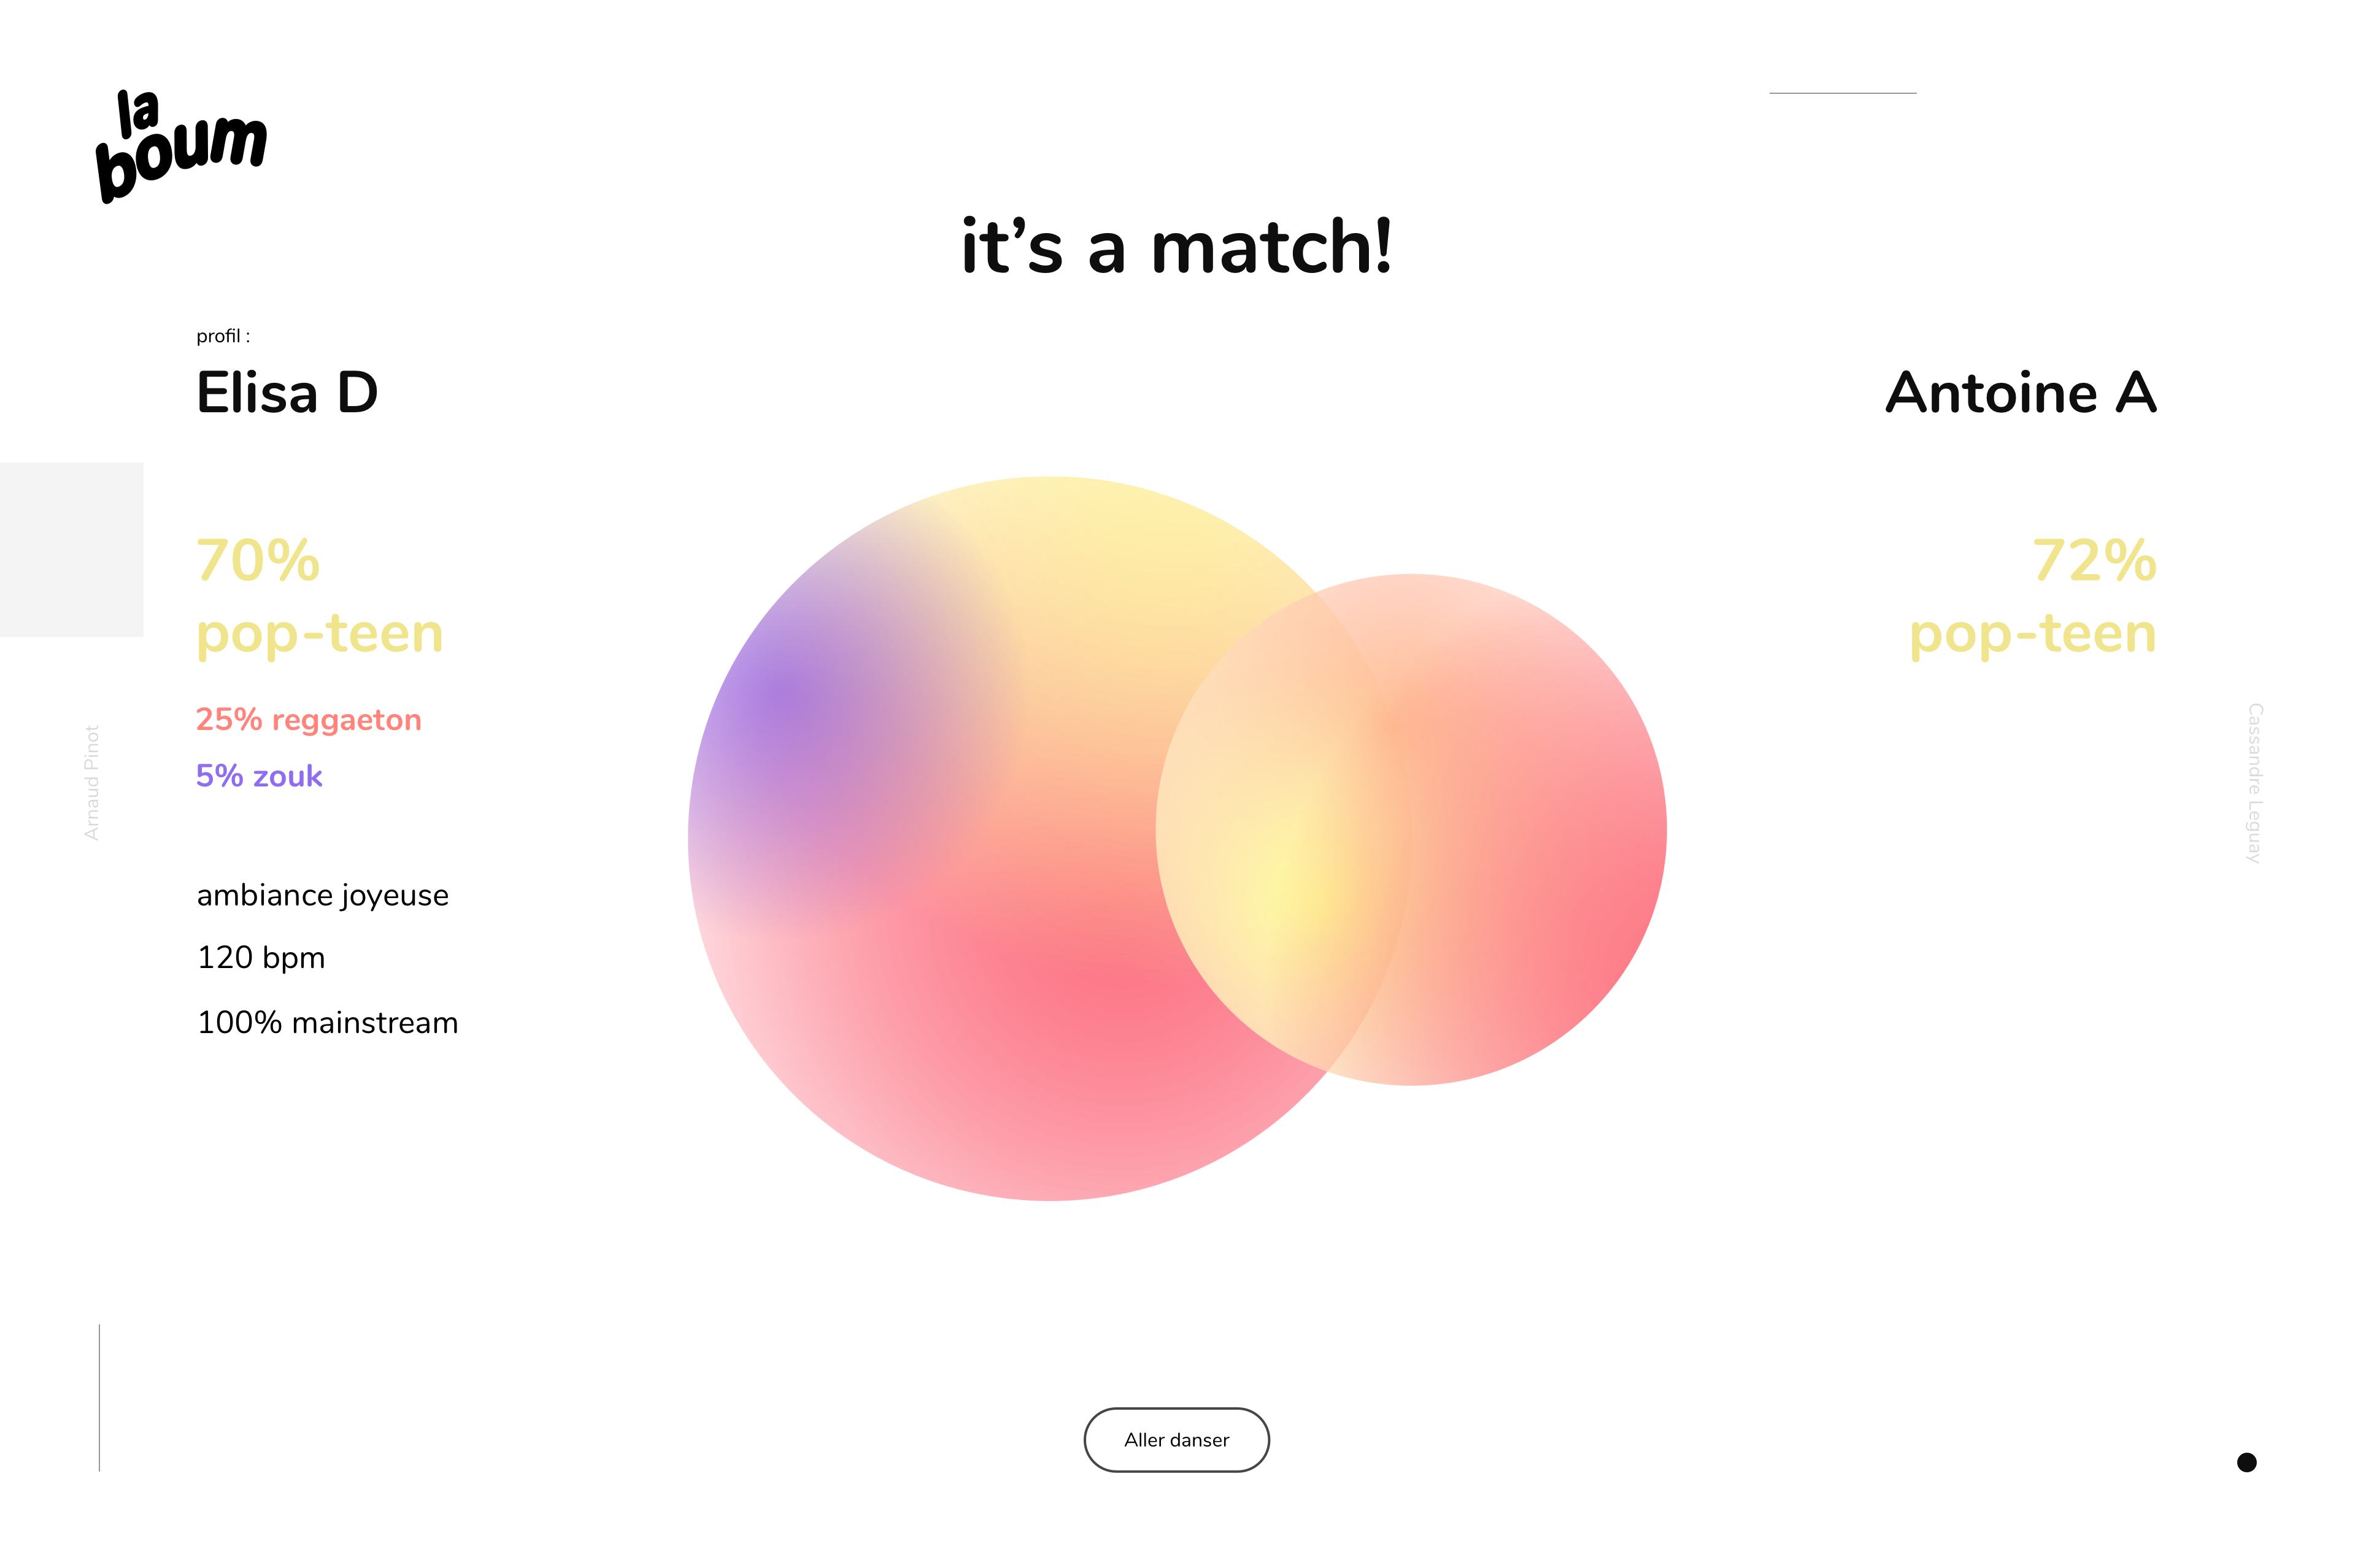 la
boum
it's a match!
profil :
Elisa D
Antoine A
70%
pop-teen
72%
pop-teen
25% reggaeton
5% zouk
Arnaud Pinot
Cassandre Leguay
ambiance joyeuse
120 bpm
100% mainstream
Aller danser